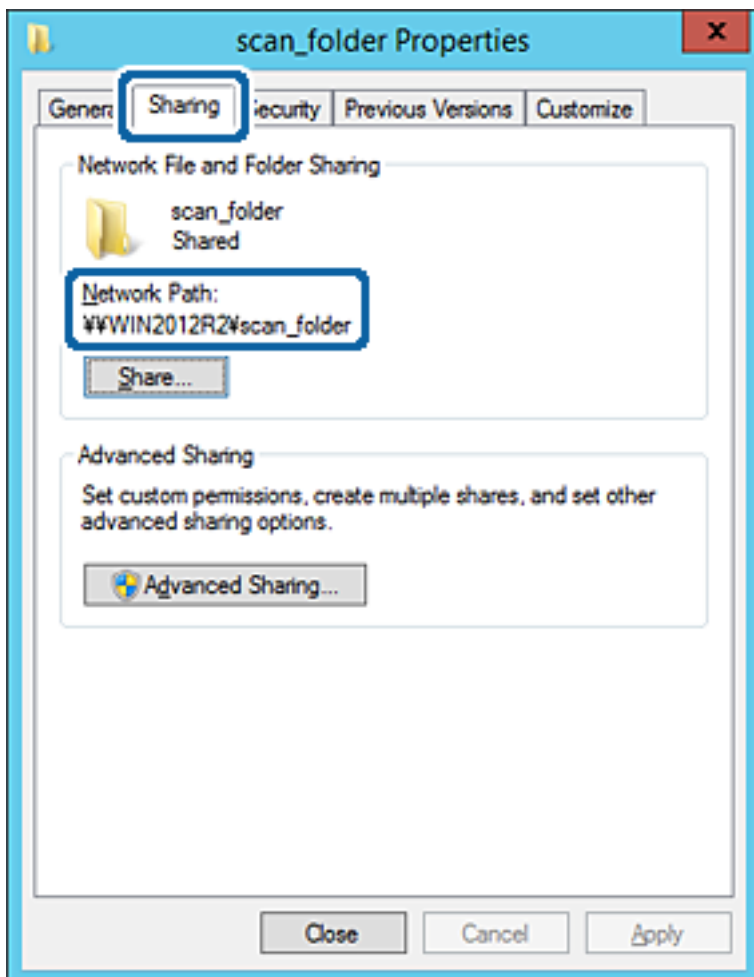 scan_folder Properties
x
General Sharing Security Previous Versions Customize
Network File and Folder Sharing
scan_folder
Shared
Network Path:
¥¥WIN2012R2¥scan_folder
Share...
Advanced Sharing
Set custom permissions, create multiple shares, and set other
advanced sharing options.
Advanced Sharing...
Close Cancel Apply